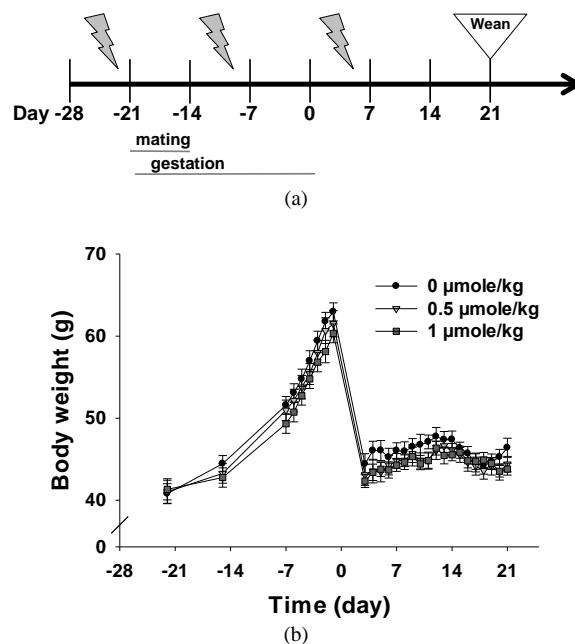 Wean
Day -28 -21 -14 -7 0 7 14 21
mating
gestation
(a)
70
60
50
40
0
Body weight (g)
0 µmole/kg
0.5 µmole/kg
1 µmole/kg
-28 -21 -14 -7 0 7 14 21
Time (day)
(b)